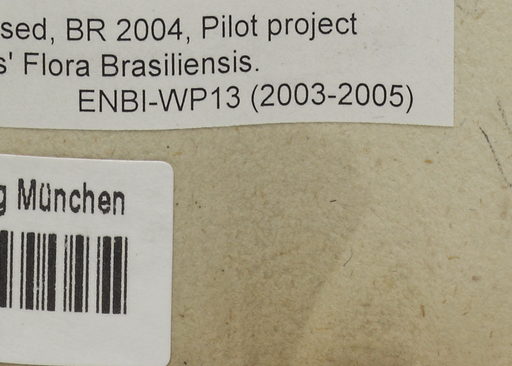 sed, BR 2004, Pilot project
s' Flora Brasiliensis.
ENBI-WP13 (2003-2005)
g München